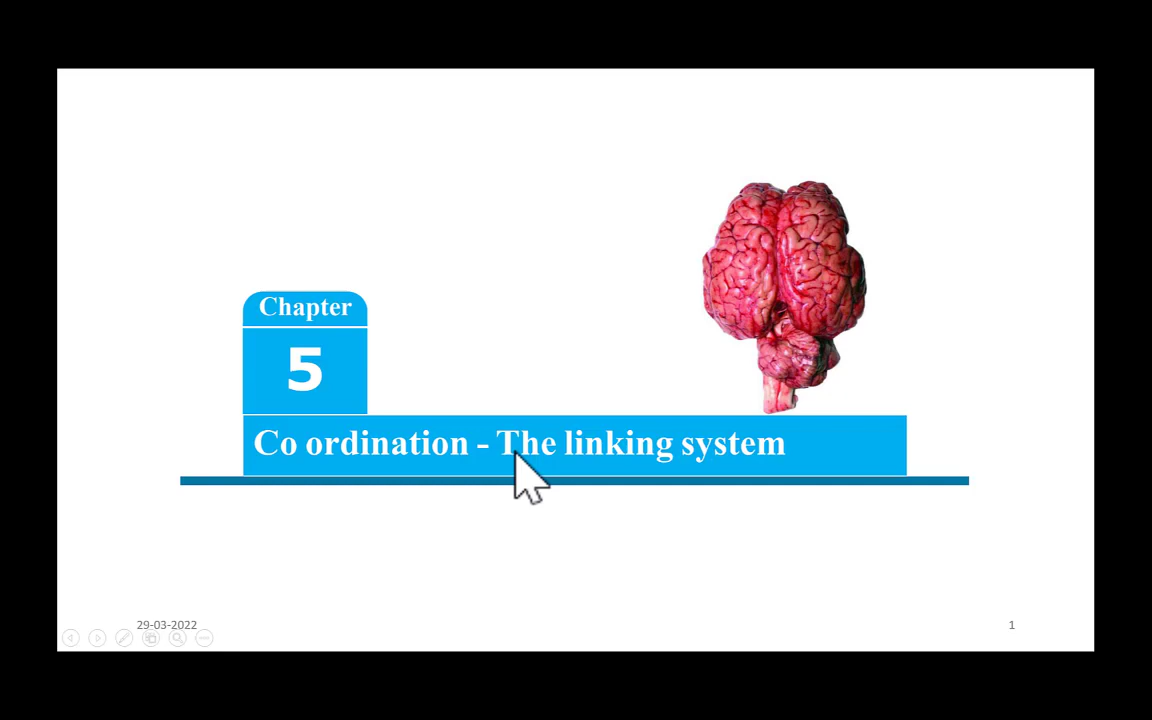 Chapter
5
Co ordination - The linking system
29-03-2022
1